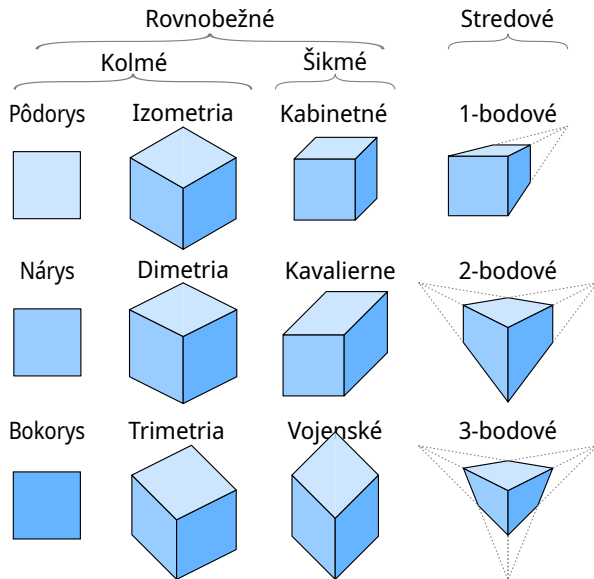 Rovnobežné
Stredové
Kolmé
Šikmé
Pôdorys
Izometria
Kabinetné
1-bodové
Nárys
Dimetria
Kavalierne
2-bodové
Bokorys
Trimetria
Vojenské
3-bodové